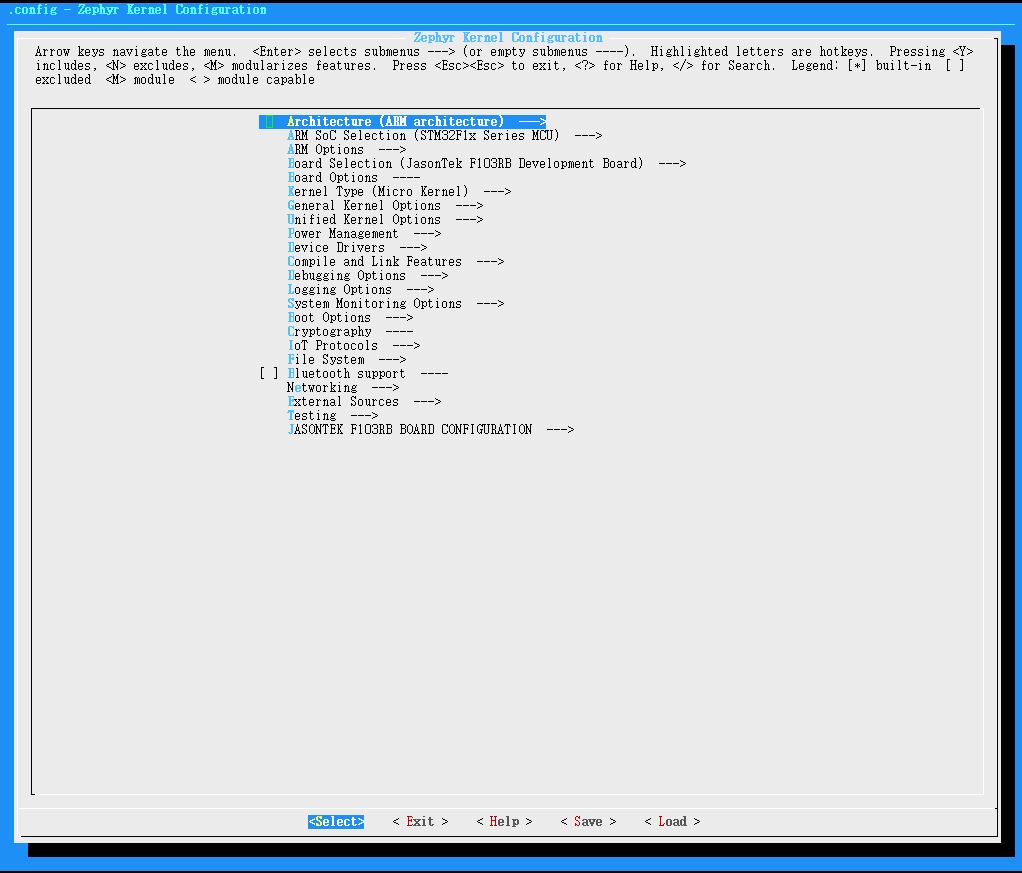 .config - Zephyr Kernel Configuration
Zephyr Kernel Configuration
Arrow keys navigate the menu.  <Enter> selects submenus ---> (or empty submenus ----).  Highlighted letters are hotkeys.  Pressing <Y>
includes, <N> excludes, <M> modularizes features.  Press <Esc><Esc> to exit, <?> for Help, </> for Search.  Legend: [*] built-in  [ ]
excluded  <M> module  < > module capable
Architecture (ARM architecture)  --->
ARM SoC Selection (STM32F1x Series MCU)  --->
ARM Options  --->
Board Selection (JasonTek F103RB Development Board)  --->
Board Options  ----
Kernel Type (Micro Kernel)  --->
General Kernel Options  --->
Unified Kernel Options  --->
Power Management  --->
Device Drivers  --->
Compile and Link Features  --->
Debugging Options  --->
Logging Options  --->
System Monitoring Options  --->
Boot Options  --->
Cryptography  ----
IoT Protocols  --->
File System  --->
[ ] Bluetooth support  ----
Networking  --->
External Sources  --->
Testing  --->
JASONTEK F103RB BOARD CONFIGURATION  --->
<Select>    < Exit >    < Help >    < Save >    < Load >